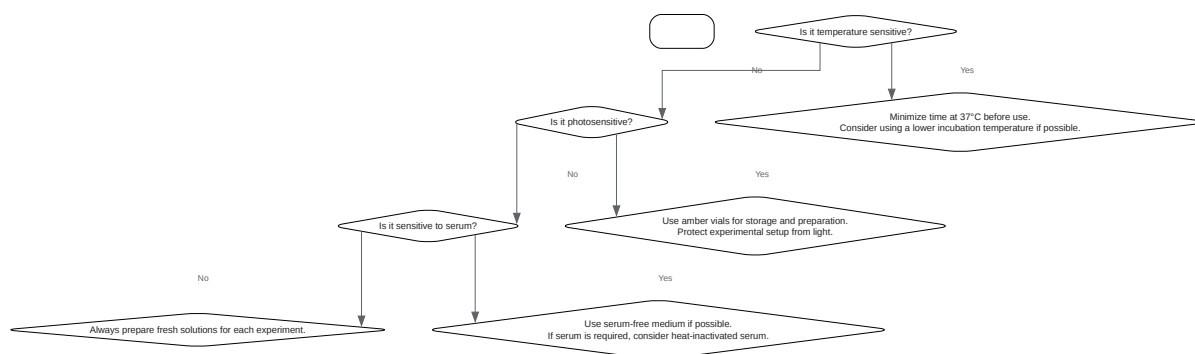 Is it temperature sensitive?
No
Yes
Minimize time at 37°C before use.
Consider using a lower incubation temperature if possible.
Is it photosensitive?
No
Yes
Use amber vials for storage and preparation.
Protect experimental setup from light.
Is it sensitive to serum?
No
Yes
Always prepare fresh solutions for each experiment.
Use serum-free medium if possible.
If serum is required, consider heat-inactivated serum.